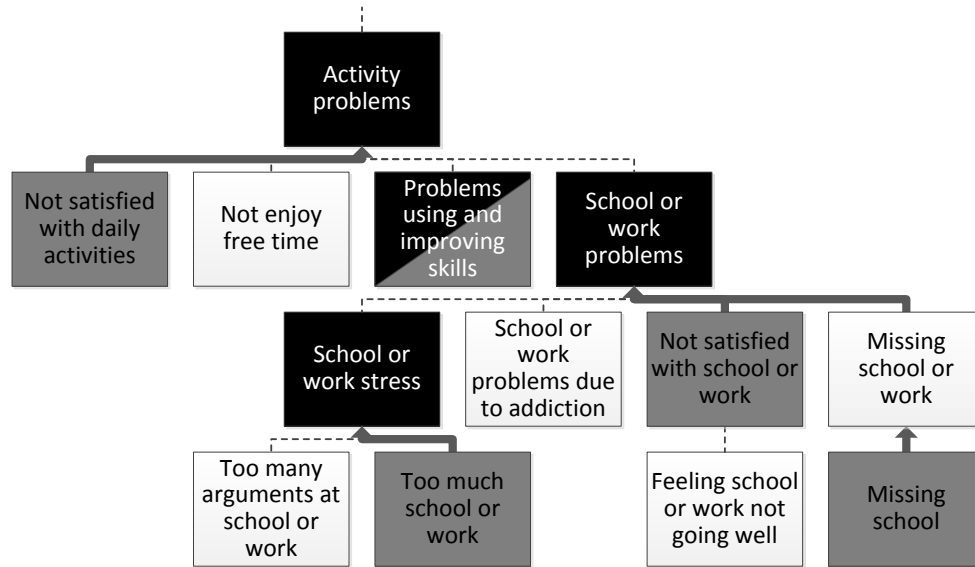 Activity
problems
Not satisfied
with daily
activities
Not enjoy
free time
Problems
using and
improving
skills
School or
work
problems
School or
work stress
School or
work
problems due
to addiction
Not satisfied
with school or
work
Missing
school or
work
Too many
arguments at
school or
work
Too much
school or
work
Feeling school
or work not
going well
Missing
school